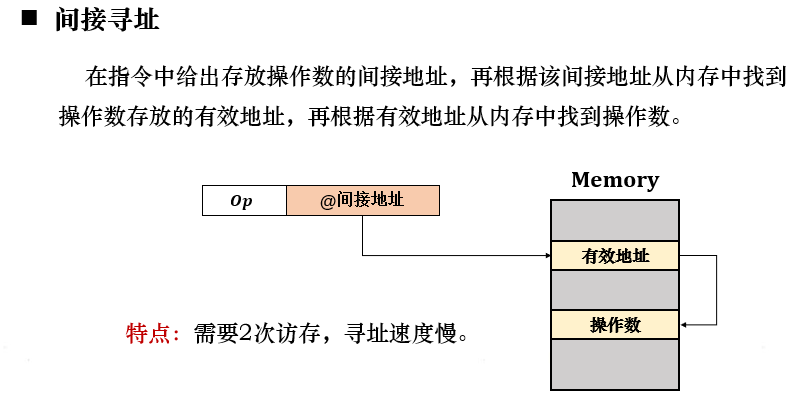 ■ 间接寻址
在指令中给出存放操作数的间接地址，再根据该间接地址从内存中找到
操作数存放的有效地址，再根据有效地址从内存中找到操作数。
Memory
Op @间接地址
有效地址
操作数
特点：需要2次访存，寻址速度慢。